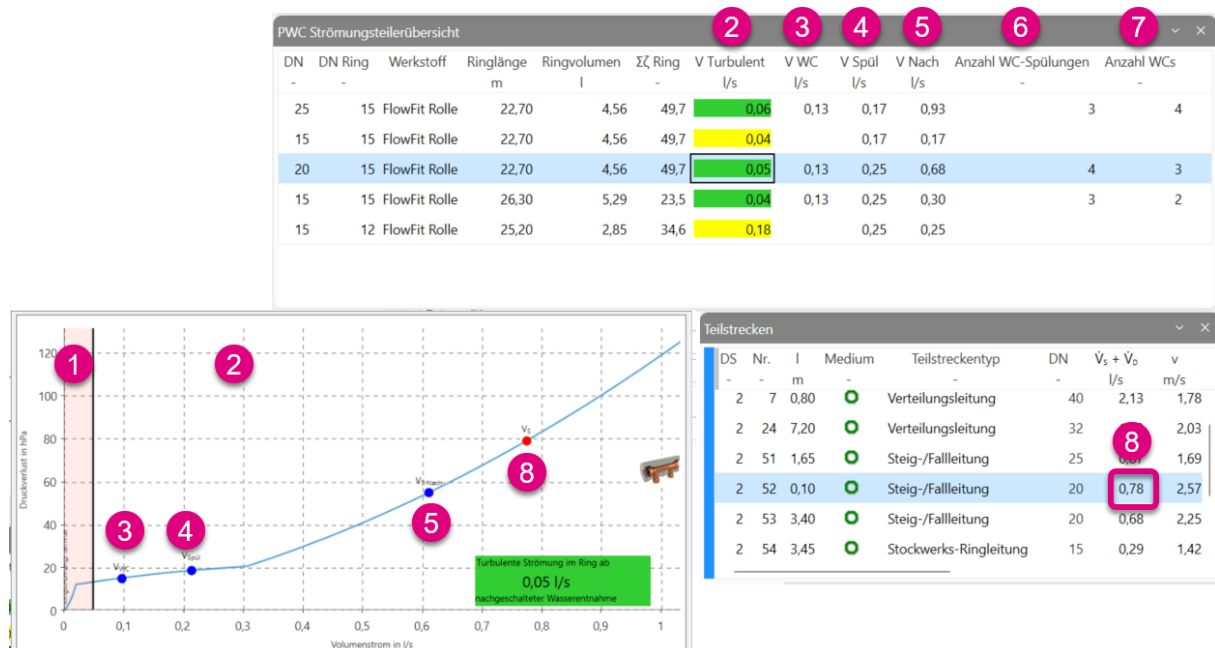 2 3 4 5 6 7
PWC Strömungsteilerübersicht
DN DN Ring Werkstoff Ringlänge Ringvolumen Σζ Ring V Turbulent V WC V Spül V Nach Anzahl WC-Spülungen Anzahl WCs
- - m l - l/s l/s l/s l/s - -
25 15 FlowFit Rolle 22,70 4,56 49,7 0,06 0,13 0,17 0,93 3 4
15 15 FlowFit Rolle 22,70 4,56 49,7 0,04 0,17 0,17
20 15 FlowFit Rolle 22,70 4,56 49,7 0,05 0,13 0,25 0,68 4 3
15 15 FlowFit Rolle 26,30 5,29 23,5 0,04 0,13 0,25 0,30 3 2
15 12 FlowFit Rolle 25,20 2,85 34,6 0,18 0,25 0,25
120
100
80
60
40
20
0
Druckverlust in hPa
1
2
3
VWC
4
VSpül
5
VS
8
Turbulente Strömung im Ring ab
0,05 l/s
nachgeschalteter Wasserentnahme
0 0,1 0,2 0,3 0,4 0,5 0,6 0,7 0,8 0,9 1
Volumenstrom in l/s
Teilstrecken
DS Nr. l Medium Teilstreckentyp DN V̇s + V̇D v
- - m - - - l/s m/s
2 7 0,80 Verteilungsleitung 40 2,13 1,78
2 24 7,20 Verteilungsleitung 32 2,03
8
2 51 1,65 Steig-/Fallleitung 25 1,69
2 52 0,10 Steig-/Fallleitung 20 0,78 2,57
2 53 3,40 Steig-/Fallleitung 20 0,68 2,25
2 54 3,45 Stockwerks-Ringleitung 15 0,29 1,42